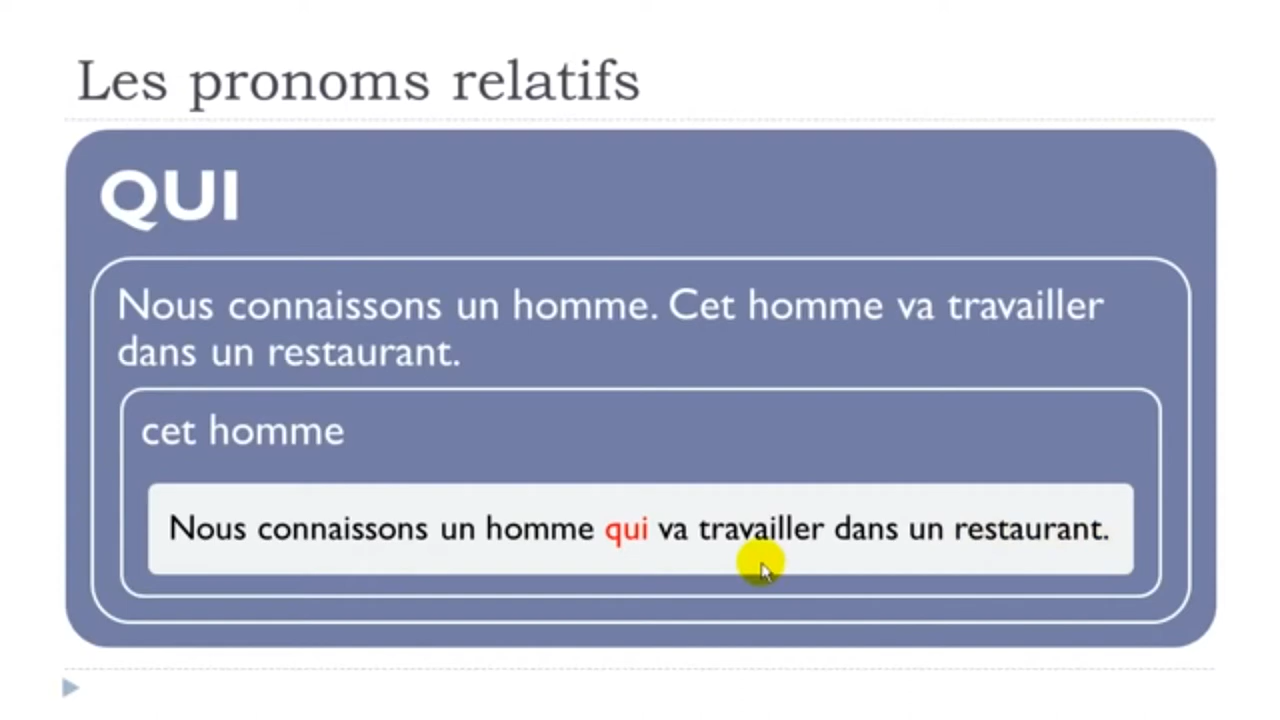 Les pronoms relatifs
QUI
Nous connaissons un homme. Cet homme va travailler
dans un restaurant.
cet homme
Nous connaissons un homme qui va travailler dans un restaurant.